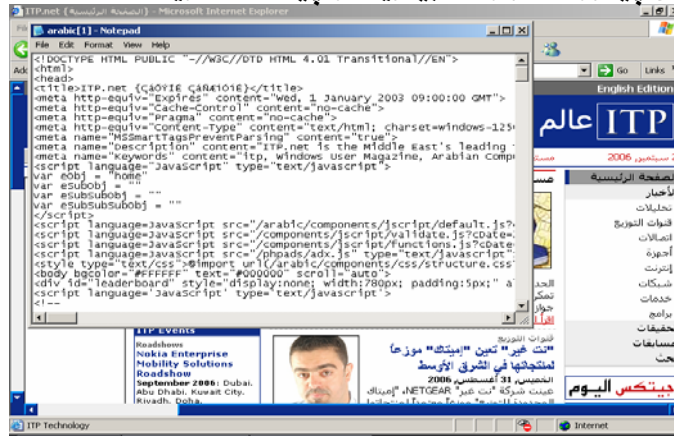 ITP.net {الصفحة الرئيسية} - Microsoft Internet Explorer
arabic[1] - Notepad
File Edit Format View Help
<!DOCTYPE HTML PUBLIC "-//W3C//DTD HTML 4.01 Transitional//EN">
<html>
<head>
<meta http-equiv="Expires" content="Wed, 1 January 2003 09:00:00 GMT">
<meta http-equiv="Cache-Control" content="no-cache">
<meta http-equiv="Pragma" content="no-cache">
<meta http-equiv="Content-Type" content="text/html; charset=windows-125
<meta name="MSSmartTagsPreventParsing" content="true">
<meta name="Description" content="ITP.net is the Middle East's leading
<meta name="Keywords" content="itp, Windows User Magazine, Arabian Comp
<script language="JavaScript" type="text/javascript">
var eobj = "home"
var eSubobj = ""
var eSubSubobj = ""
var eSubSubSubobj = ""
</script>
<script language=JavaScript src="/arabic/components/jscript/default.js?
<script language=JavaScript src="/components/jscript/validate.js?cDate=
<script language=JavaScript src="/components/jscript/functions.js?cDate
<script language=JavaScript src="/phpads/adx.js" type="text/javascript"
<style type="text/css">@import url(/arabic/components/css/structure.css
<body bgcolor="#FFFFFF" text="#000000" scroll="auto">
<div id="leaderboard" style="display:none; width:780px; padding:5px;" a
<script language='JavaScript' type='text/javascript'>
<!--
Go Links
English Edition
عالم ITP
سبتمبر, 2006
الصفحة الرئيسية
الأخبار
تحليلات
قنوات التوزيع
اتصالات
أجهزة
إنترنت
شبكات
خدمات
برامج
جيتكس اليوم
ITP Events
Roadshows
Nokia Enterprise
Mobility Solutions
Roadshow
September 2006: Dubai,
Abu Dhabi, Kuwait City,
Riyadh, Doha,
قنوات التوزيع
"نت غير" تعين "إمبتاك" موزعاً
لمنتجاتها في الشرق الأوسط
الخميس, 31 أغسطس, 2006
عينت شركة "نت غير" NETGEAR، "إمبتاك
ITP Technology
Internet